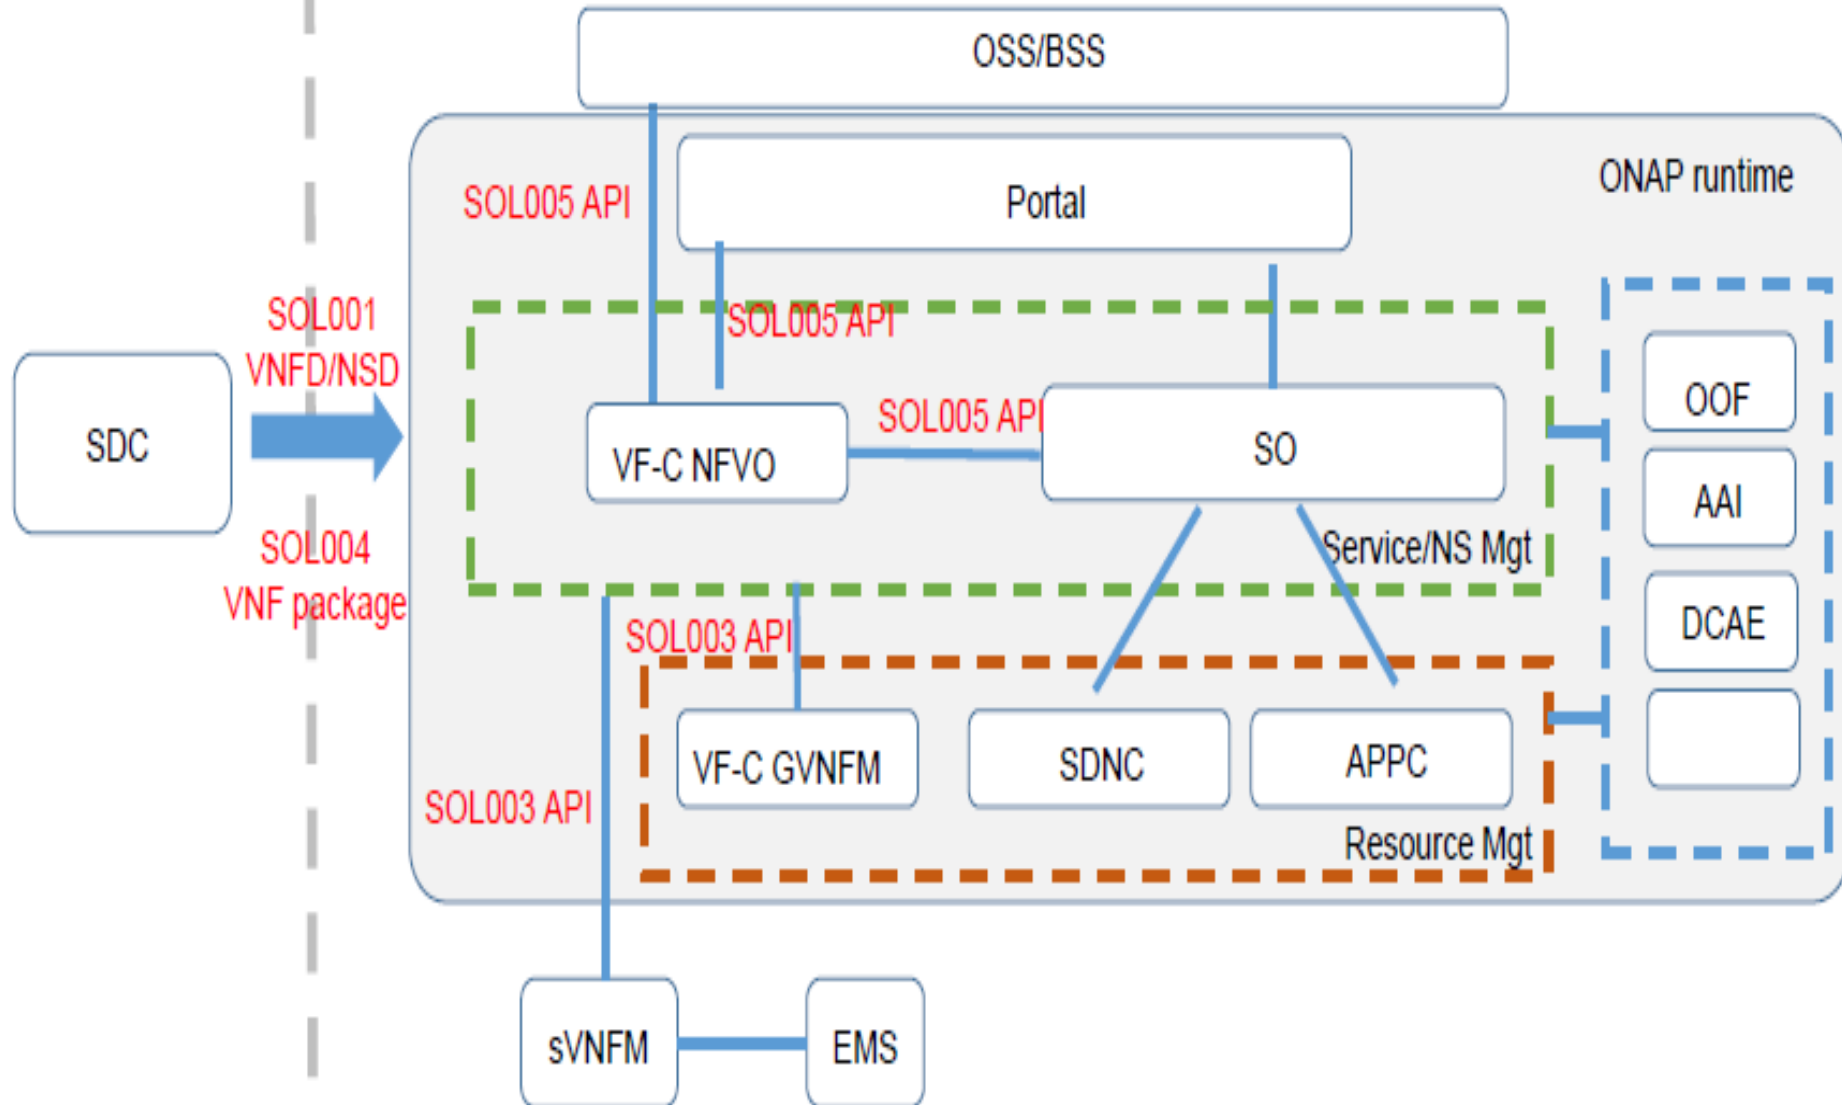 OSS/BSS
ONAP runtime
Portal
SOL005 API
SOL001
VNFD/NSD
SOL005 API
SDC
VF-C NFVO
SOL005 API
SO
OOF
AAI
DCAE
Service/NS Mgt
SOL004
VNF package
SOL003 API
VF-C GVNFM
SDNC
APPC
SOL003 API
Resource Mgt
sVNFM
EMS